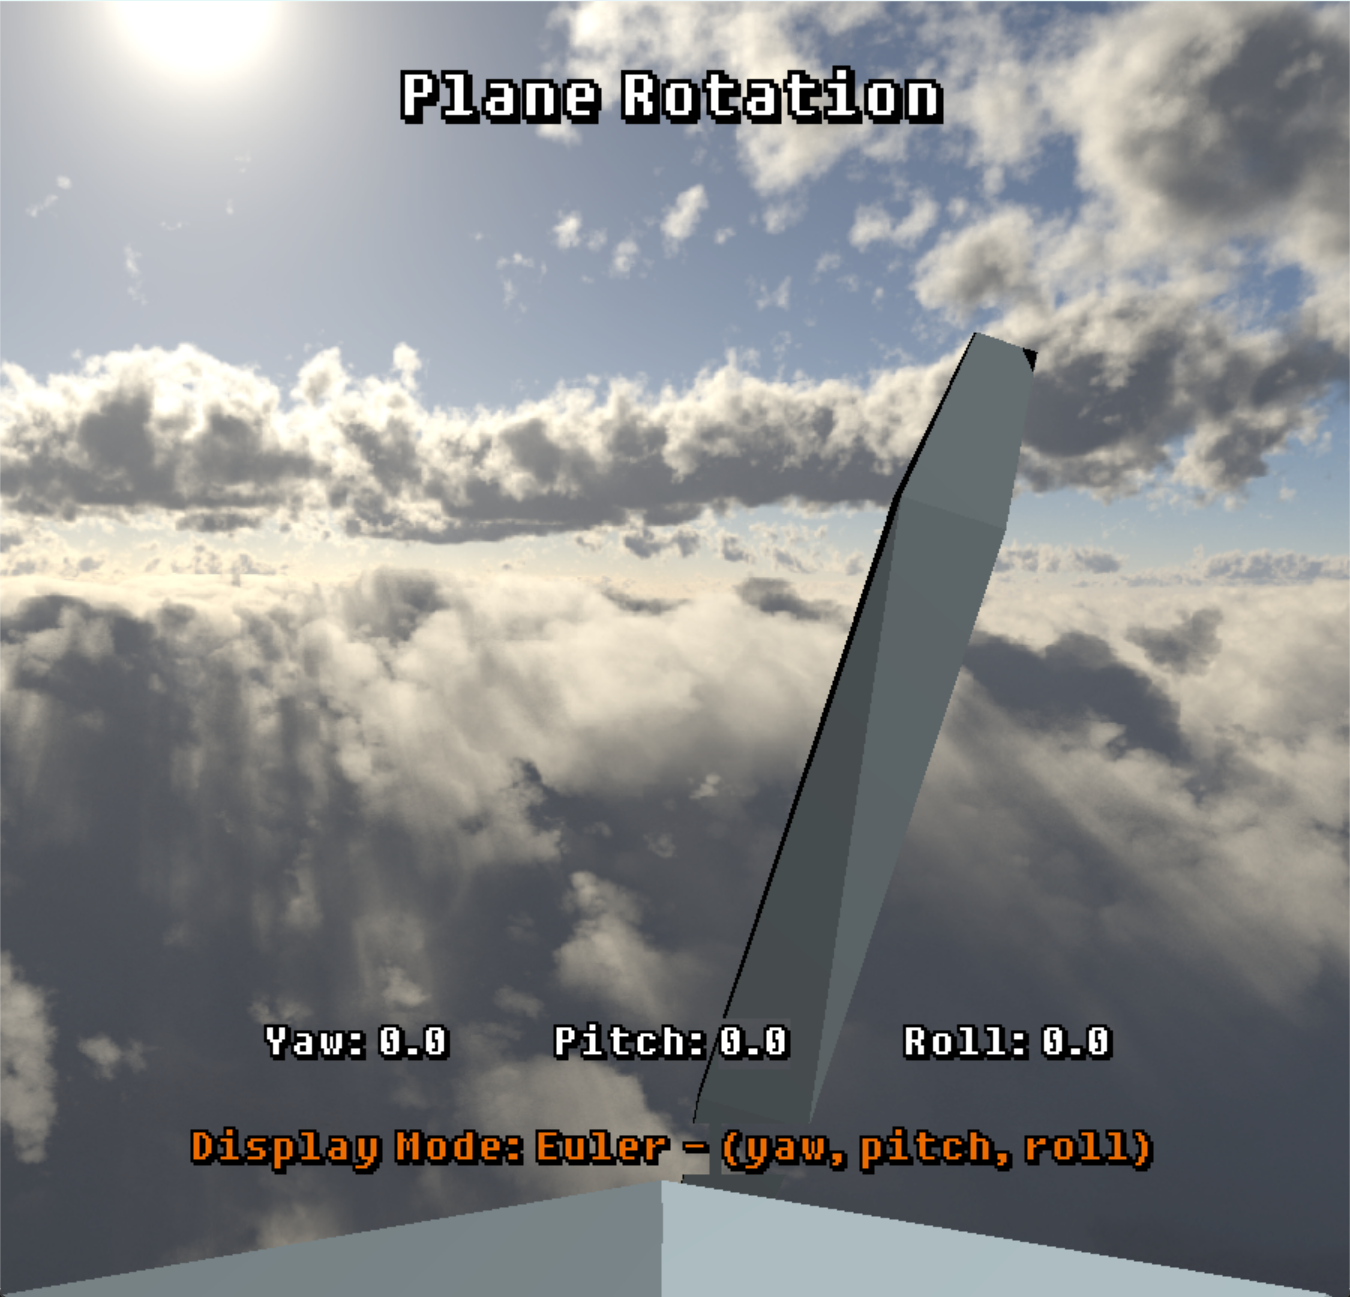 Plane Rotation
Yaw: 0.0 Pitch: 0.0 Roll: 0.0
Display Mode: Euler - (yaw, pitch, roll)